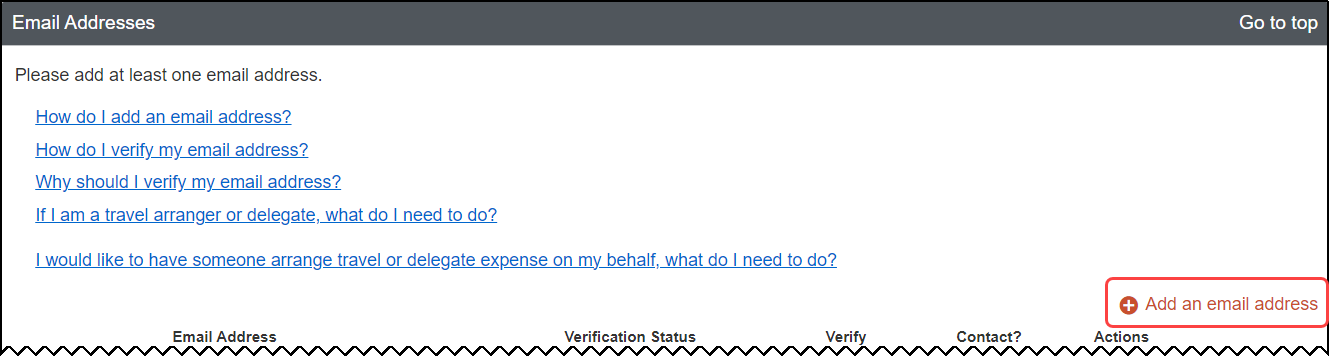 Email Addresses Go to top
Please add at least one email address.
How do I add an email address?
How do I verify my email address?
Why should I verify my email address?
If I am a travel arranger or delegate, what do I need to do?
I would like to have someone arrange travel or delegate expense on my behalf, what do I need to do?
Add an email address
Email Address Verification Status Verify Contact? Actions